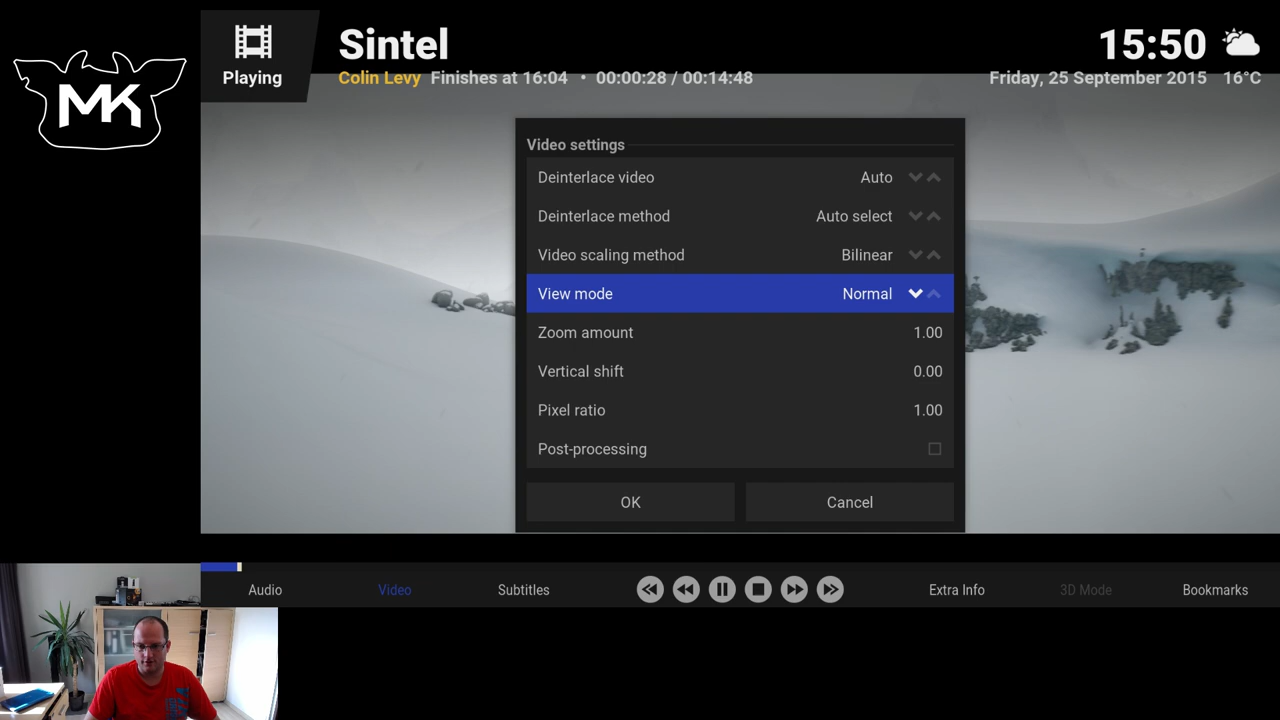 MK
Playing
Sintel
Colin Levy Finishes at 16:04 • 00:00:28 / 00:14:48
15:50
Friday, 25 September 2015 16°C
Video settings
Deinterlace video Auto
Deinterlace method Auto select
Video scaling method Bilinear
View mode Normal
Zoom amount 1.00
Vertical shift 0.00
Pixel ratio 1.00
Post-processing
OK Cancel
Audio Video Subtitles Extra Info 3D Mode Bookmarks